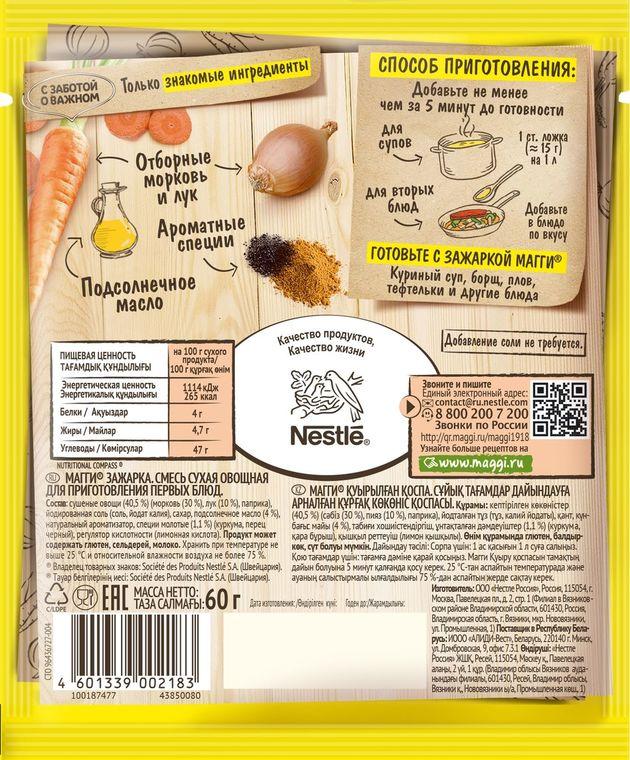 С ЗАБОТОЙ
О ВАЖНОМ
Только знакомые ингредиенты
Отборные
морковь
и лук
Ароматные
специи
Подсолнечное
масло
СПОСОБ ПРИГОТОВЛЕНИЯ:
Добавьте не менее
чем за 5 минут до готовности
Для
супов
1 ст. ложка
(≈ 15 г)
на 1 л
Для вторых
блюд
Добавьте
в блюдо
по вкусу
ГОТОВЬТЕ С ЗАЖАРКОЙ МАГГИ®
Куриный суп, борщ, плов,
тефтельки и другие блюда
Добавление соли не требуется.
Качество продуктов,
Качество жизни
Nestlé®
ПИЩЕВАЯ ЦЕННОСТЬ
ТАҒАМДЫҚ ҚҰНДЫЛЫҒЫ
на 100 г сухого
продукта/
100 г құрғақ өнім
Энергетическая ценность
Энергетикалық құндылығы
1114 кДж
265 ккал
Белки / Ақуыздар
4 г
Жиры / Майлар
4,7 г
Углеводы / Көмірсулар
47 г
NUTRITIONAL COMPASS ®
Звоните и пишите
Единый электронный адрес:
contact@ru.nestle.com
8 800 200 7 200
Звонки по России
http://qr.maggi.ru/maggi1918
Узнайте больше рецептов на
www.maggi.ru
RU МАГГИ® ЗАЖАРКА. СМЕСЬ СУХАЯ ОВОЩНАЯ
ДЛЯ ПРИГОТОВЛЕНИЯ ПЕРВЫХ БЛЮД.
Состав: сушеные овощи (40,5 %) (морковь (30 %), лук (10 %), паприка),
йодированная соль (соль, йодат калия), сахар, подсолнечное масло (4 %),
натуральный ароматизатор, специи молотые (1,1 %) (куркума, перец
черный), регулятор кислотности (лимонная кислота). Продукт может
содержать глютен, сельдерей, молоко. Хранить при температуре не
выше 25 °С и относительной влажности воздуха не более 75 %.
® Владелец товарных знаков: Société des Produits Nestlé S.A. (Швейцария).
® Тауар белгілерінің иесі: Société des Produits Nestlé S.A. (Швейцария).
KZ МАГГИ® ҚУЫРЫЛҒАН ҚОСПА. СҰЙЫҚ ТАҒАМДАР ДАЙЫНДАУҒА
АРНАЛҒАН ҚҰРҒАҚ КӨКӨНІС ҚОСПАСЫ. Құрамы: кептірілген көкөністер
(40,5 %) (сәбіз (30 %), пияз (10 %), паприка), йодталған тұз (тұз, калий йодаты), қант, күн-
бағыс майы (4 %), табиғи хошиістендіргіш, ұнтақталған дәмдеуіштер (1,1 %) (куркума,
қара бұрыш), қышқыл реттеуіш (лимон қышқылы). Өнім құрамында глютен, балдыр-
көк, сүт болуы мүмкін. Дайындау тәсілі: Сорпа үшін: 1 ас қасығын 1 л суға салыңыз.
Қою тағамдар үшін: тағамға дәміне қарай қосыңыз. Қуырылған қоспамен тамақтың
дайын болуына 5 минут қалғанда қосу керек. 25 °С-тан аспайтын температурада және
ауаның салыстырмалы ылғалдылығы 75 %-дан аспайтын жерде сақтау керек.
C/LDPE
EAC
МАССА НЕТТО:
ТАЗА САЛМАҒЫ: 60 г
Дата изготовления: /Өндірілген күні: Годен до:/Жарамдылығы:
Изготовитель: ООО «Нестле Россия», Россия, 115054,
Москва, Павелецкая пл., д. 2, стр. 1 (Филиал в Вязников-
ском районе Владимирской области, 601430, Россия,
Владимирская область, г. Вязники, мкр. Нововязники,
ул. Промышленная, 1) Поставщик в Республику Бела-
русь: ИООО «АЛИДИ-Вест», Беларусь, 220140 г. Минск,
ул. Домбровская, 9, офис 7.3.1 Өндіруші: «Нестле
Россия» ЖШҚ, Ресей, 115054, Мәскеу қ., Павелецкая
алаңы, 2 үй, 1 құр. (Владимир облысы Вязников ауда-
нындағы филиалы, 601430, Ресей, Владимир облысы,
Вязники қ., Нововязники ы/а, Промышленная көш., 1)
СТО 96436727-004
4 601339 002183
100187477
43850080